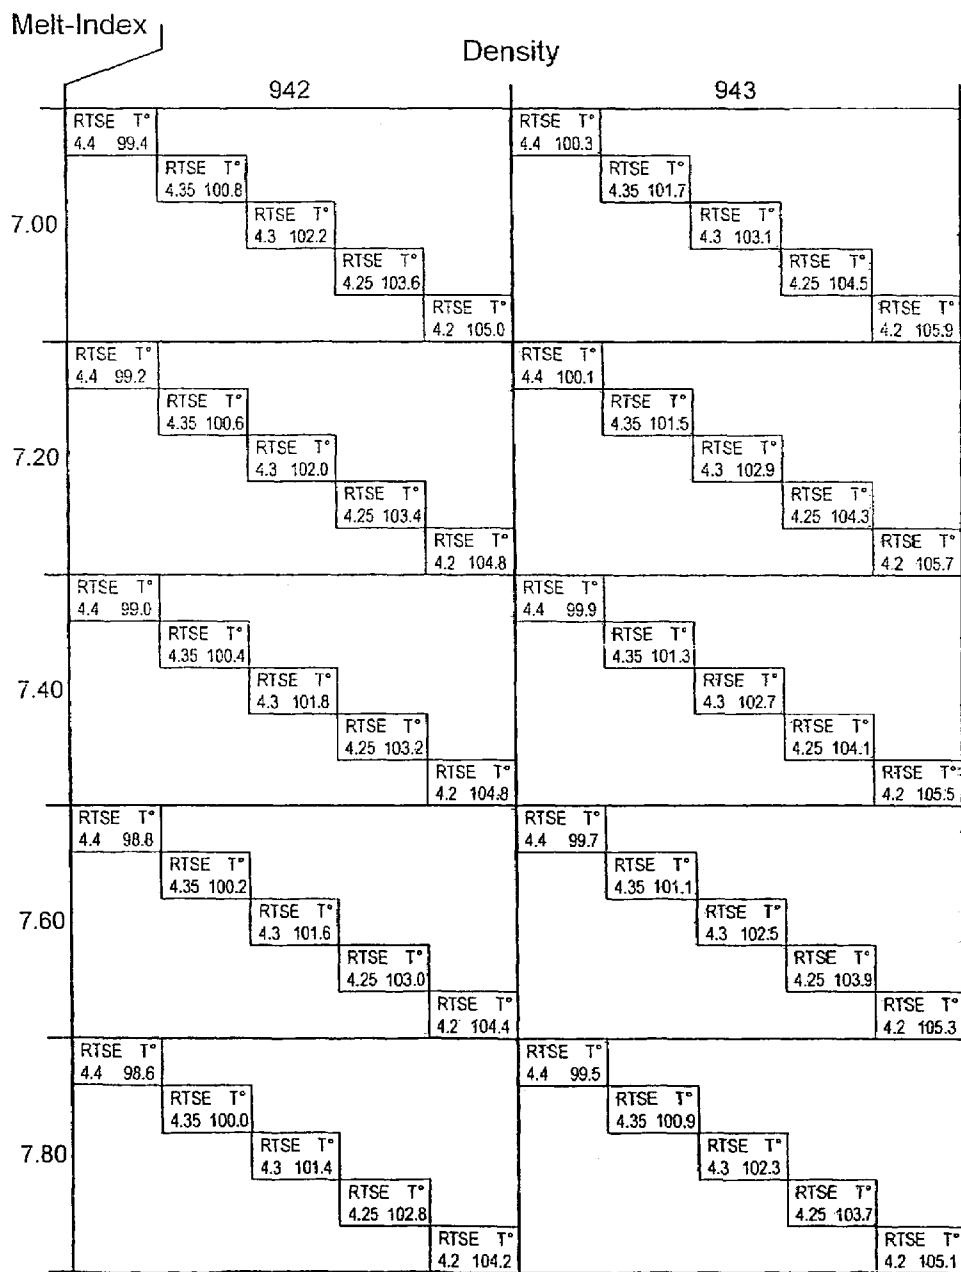 Melt-Index
Density
942 943
RTSE T° RTSE T°
4.4 99.4 4.4 100.3
RTSE T° RTSE T°
4.35 100.8 4.35 101.7
7.00
RTSE T° RTSE T°
4.3 102.2 4.3 103.1
RTSE T° RTSE T°
4.25 103.6 4.25 104.5
RTSE T° RTSE T°
4.2 105.0 4.2 105.9
RTSE T° RTSE T°
4.4 99.2 4.4 100.1
RTSE T° RTSE T°
4.35 100.6 4.35 101.5
7.20
RTSE T° RTSE T°
4.3 102.0 4.3 102.9
RTSE T° RTSE T°
4.25 103.4 4.25 104.3
RTSE T° RTSE T°
4.2 104.8 4.2 105.7
RTSE T° RTSE T°
4.4 99.0 4.4 99.9
RTSE T° RTSE T°
4.35 100.4 4.35 101.3
7.40
RTSE T° RTSE T°
4.3 101.8 4.3 102.7
RTSE T° RTSE T°
4.25 103.2 4.25 104.1
RTSE T° RTSE T°
4.2 104.8 4.2 105.5
RTSE T° RTSE T°
4.4 98.8 4.4 99.7
RTSE T° RTSE T°
4.35 100.2 4.35 101.1
7.60
RTSE T° RTSE T°
4.3 101.6 4.3 102.5
RTSE T° RTSE T°
4.25 103.0 4.25 103.9
RTSE T° RTSE T°
4.2 104.4 4.2 105.3
RTSE T° RTSE T°
4.4 98.6 4.4 99.5
RTSE T° RTSE T°
4.35 100.0 4.35 100.9
7.80
RTSE T° RTSE T°
4.3 101.4 4.3 102.3
RTSE T° RTSE T°
4.25 102.8 4.25 103.7
RTSE T° RTSE T°
4.2 104.2 4.2 105.1